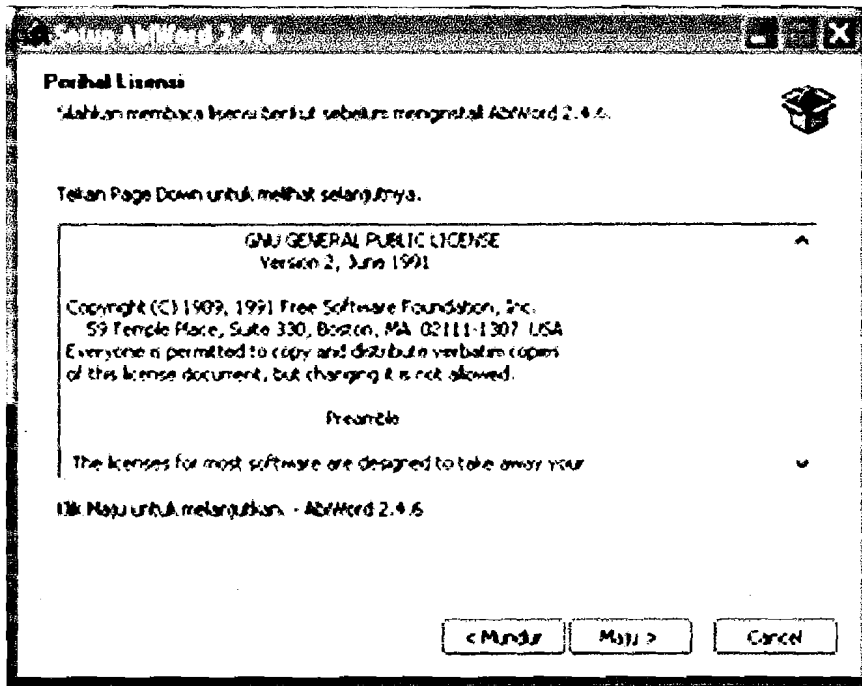 Setup AbiWord 2.4.6
Perihal Lisensi
Silahkan membaca lisensi berikut sebelum menginstall AbiWord 2.4.6.
Tekan Page Down untuk melihat selanjutnya.
GNU GENERAL PUBLIC LICENSE
Version 2, June 1991
Copyright (C) 1989, 1991 Free Software Foundation, Inc.
59 Temple Place, Suite 330, Boston, MA 02111-1307 USA
Everyone is permitted to copy and distribute verbatim copies
of this license document, but changing it is not allowed.
Preamble
The licenses for most software are designed to take away your
Klik Maju untuk melanjutkan. - AbiWord 2.4.6
< Mundur
Maju >
Cancel